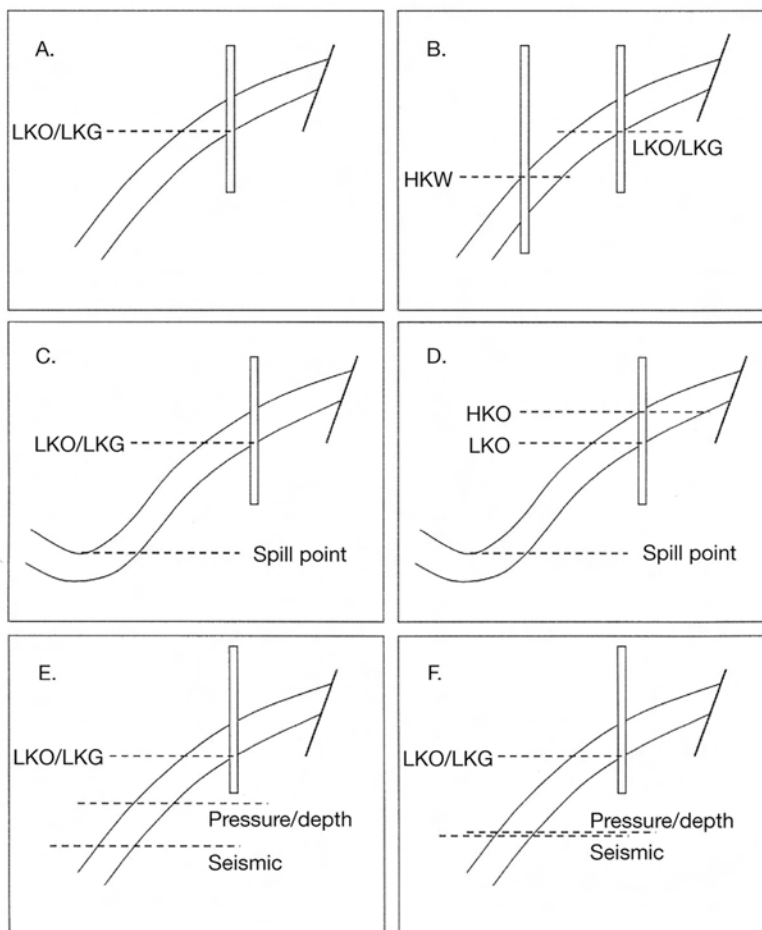 A.
LKO/LKG
B.
LKO/LKG
HKW
C.
LKO/LKG
Spill point
D.
HKO
LKO
Spill point
E.
LKO/LKG
Pressure/depth
Seismic
F.
LKO/LKG
Pressure/depth
Seismic